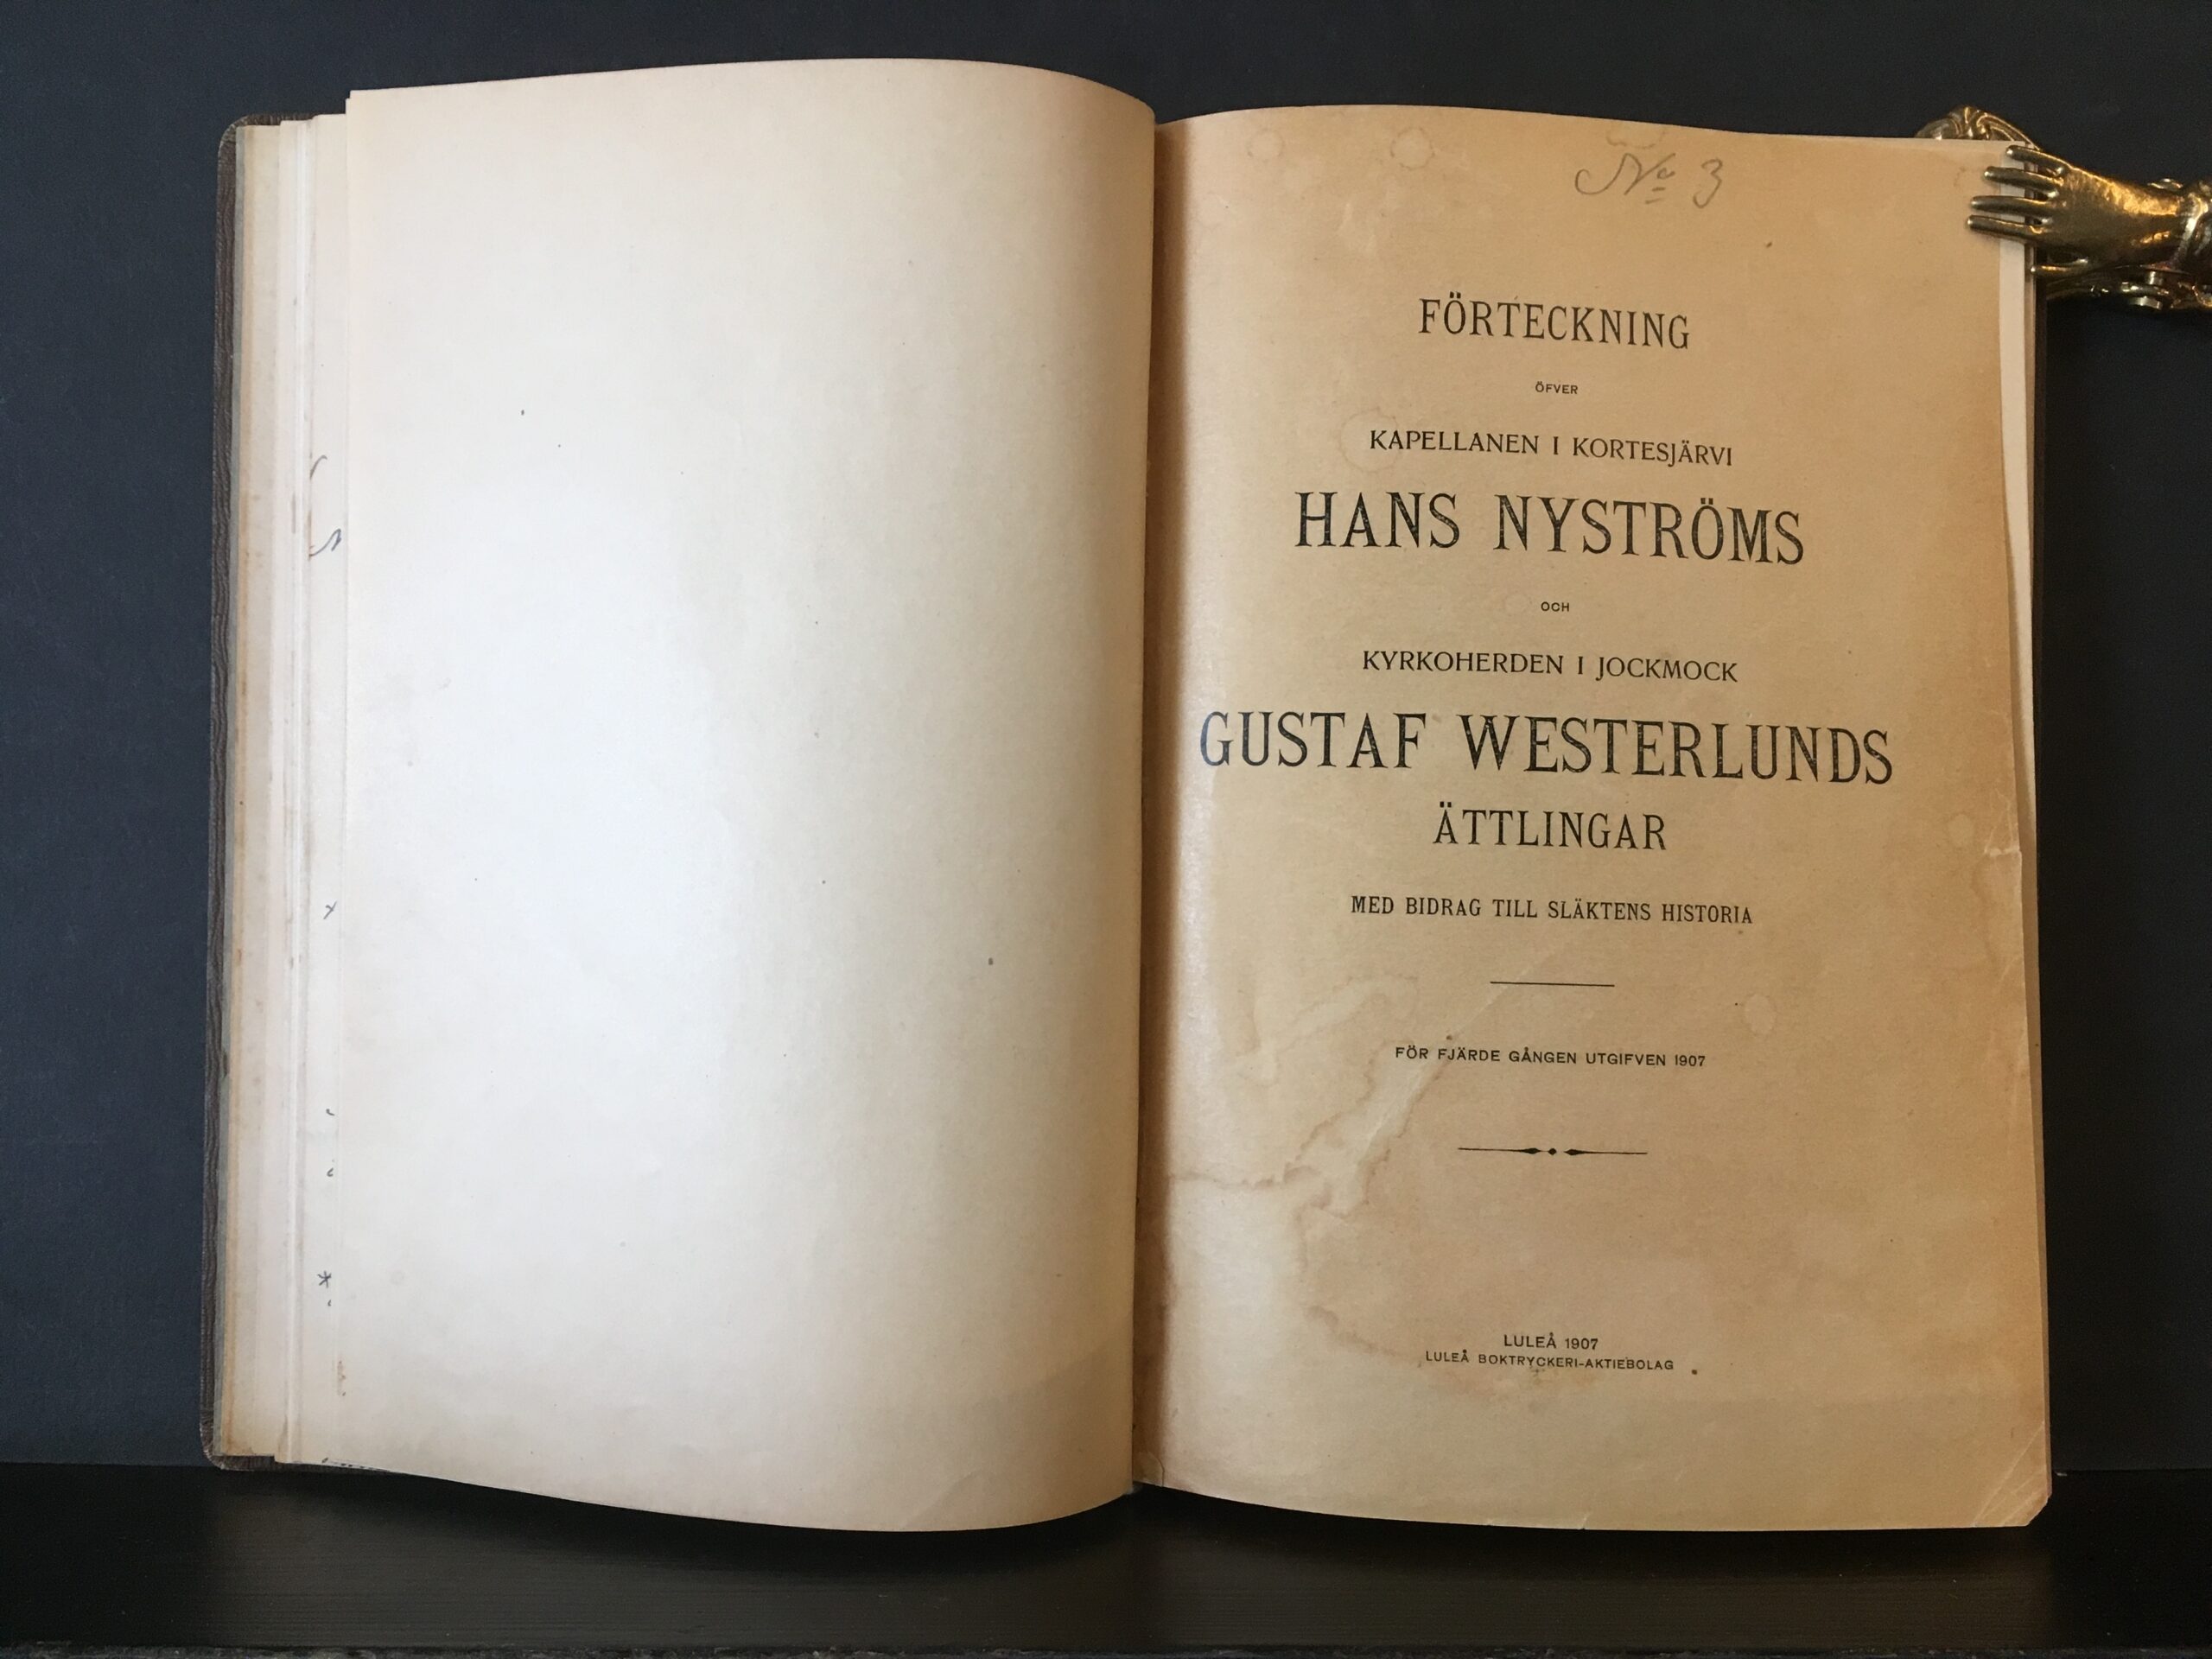 No 3
FÖRTECKNING
ÖFVER
KAPELLANEN I KORTESJÄRVI
HANS NYSTRÖMS
OCH
KYRKOHERDEN I JOCKMOCK
GUSTAF WESTERLUNDS
ÄTTLINGAR
MED BIDRAG TILL SLÄKTENS HISTORIA
FÖR FJÄRDE GÅNGEN UTGIFVEN 1907
LULEÅ 1907
LULEÅ BOKTRYCKERI-AKTIEBOLAG